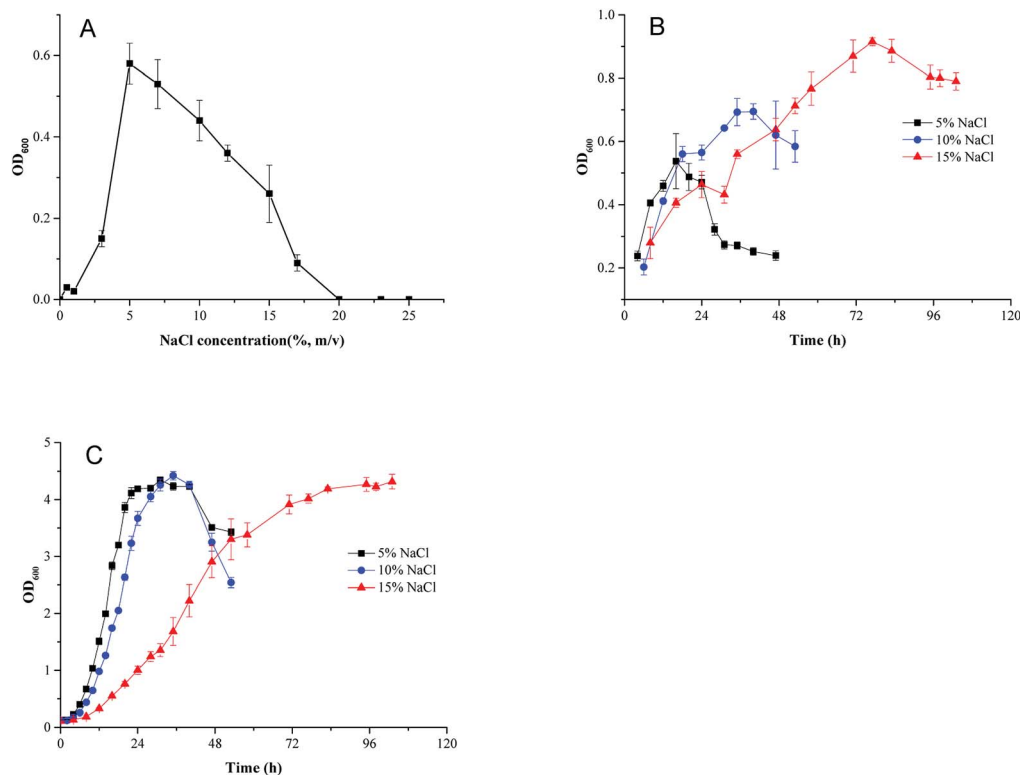 A
0.6
0.4
0.2
0.0
OD600
0 5 10 15 20 25
NaCl concentration(%, m/v)
B
1.0
0.8
0.6
0.4
0.2
OD600
5% NaCl
10% NaCl
15% NaCl
0 24 48 72 96 120
Time (h)
C
5
4
3
2
1
0
OD600
5% NaCl
10% NaCl
15% NaCl
0 24 48 72 96 120
Time (h)